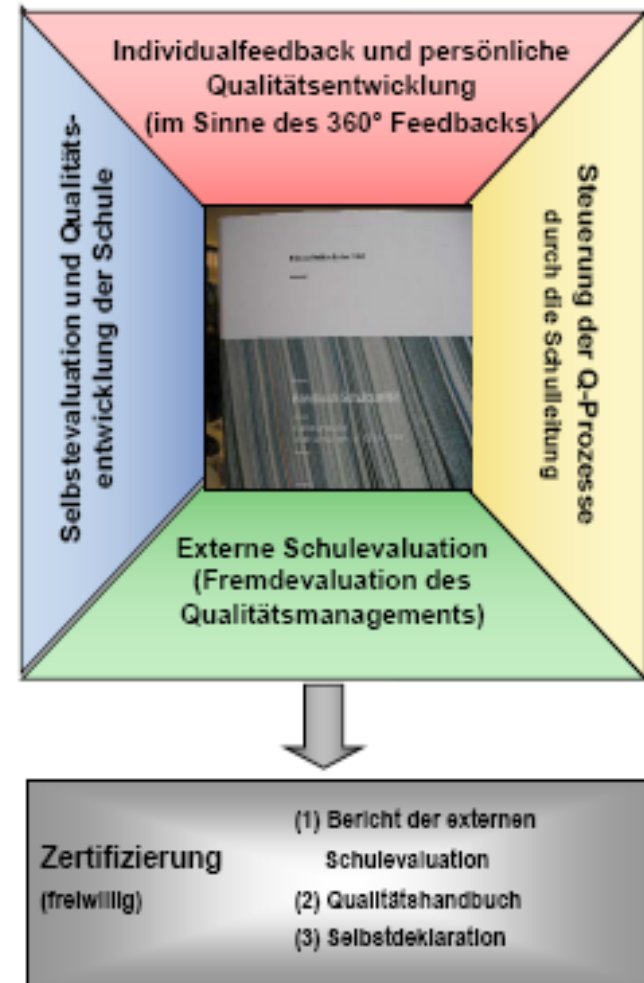 Individualfeedback und persönliche
Qualitätsentwicklung
(im Sinne des 360° Feedbacks)
Selbstevaluation und Qualitäts-
entwicklung der Schule
Steuerung der Q-Prozesse
durch die Schulleitung
Externe Schulevaluation
(Fremdevaluation des
Qualitätsmanagements)
Zertifizierung
(freiwillig)
(1) Bericht der externen
Schulevaluation
(2) Qualitätshandbuch
(3) Selbstdeklaration